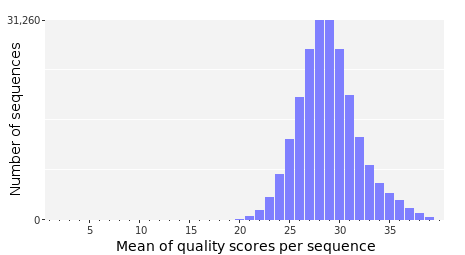 31,260
Number of sequences
0
5 10 15 20 25 30 35
Mean of quality scores per sequence